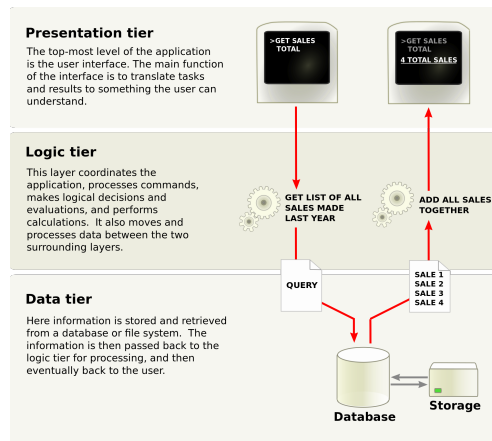 Presentation tier
The top-most level of the application
is the user interface. The main function
of the interface is to translate tasks
and results to something the user can
understand.
>GET SALES
TOTAL
>GET SALES
TOTAL
4 TOTAL SALES
Logic tier
This layer coordinates the
application, processes commands,
makes logical decisions and
evaluations, and performs
calculations.  It also moves and
processes data between the two
surrounding layers.
GET LIST OF ALL
SALES MADE
LAST YEAR
ADD ALL SALES
TOGETHER
QUERY
SALE 1
SALE 2
SALE 3
SALE 4
Data tier
Here information is stored and retrieved
from a database or file system.  The
information is then passed back to the
logic tier for processing, and then
eventually back to the user.
Database
Storage